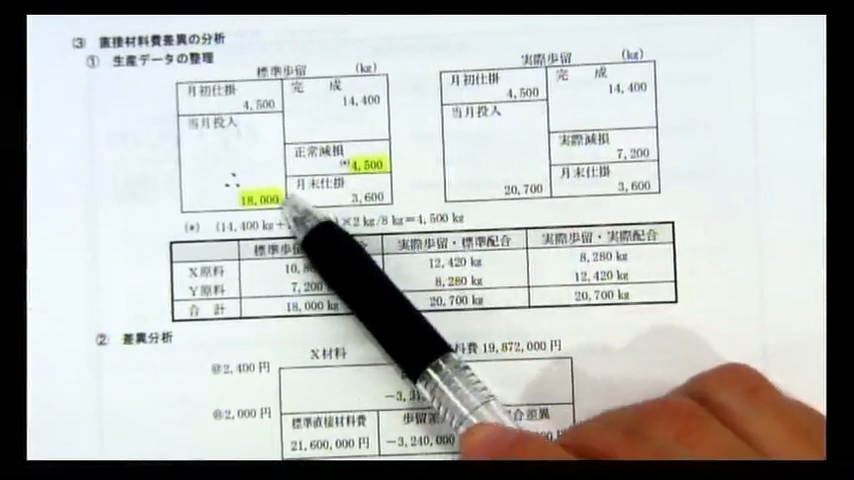 ③ 直接材料費差異の分析
① 生産データの整理
標準歩留 (kg)
月初仕掛 4,500
完 成 14,400
当月投入 ∴ 18,000
正常減損 (*)4,500
月末仕掛 3,600
実際歩留 (kg)
月初仕掛 4,500
完 成 14,400
当月投入 20,700
実際減損 7,200
月末仕掛 3,600
(*) (14,400 kg+ ×2 kg/8 kg=4,500 kg
標準歩留 合 実際歩留・標準配合 実際歩留・実際配合
X原料 10, 12,420 kg 8,280 kg
Y原料 7,200 kg 8,280 kg 12,420 kg
合 計 18,000 kg 20,700 kg 20,700 kg
② 差異分析
X材料 料費 19,872,000 円
@2,400 円
@2,000 円
標準直接材料費 歩留 合差異
21,600,000 円 −3,240,000 円